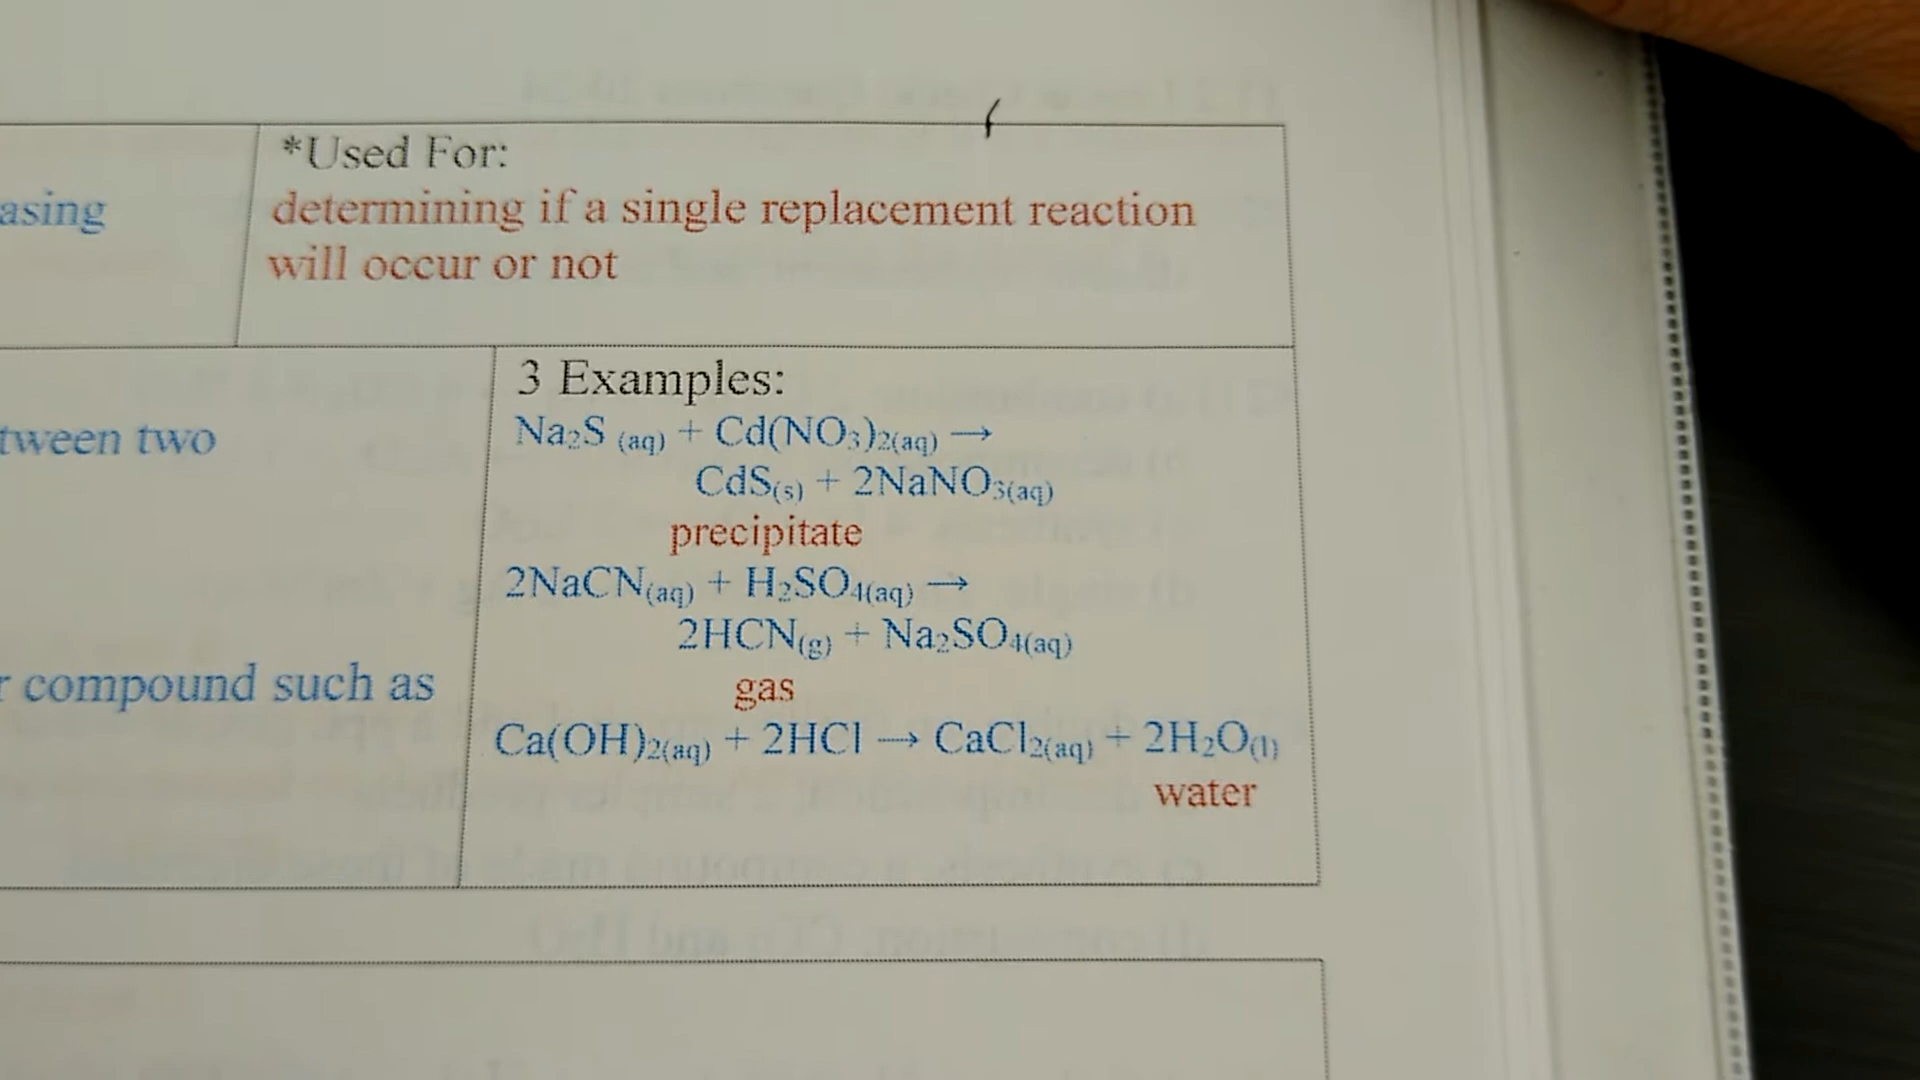 *Used For:
determining if a single replacement reaction
will occur or not
asing
3 Examples:
Na₂S (aq) + Cd(NO₃)₂(aq) →
CdS(s) + 2NaNO₃(aq)
precipitate
tween two
2NaCN(aq) + H₂SO₄(aq) →
2HCN(g) + Na₂SO₄(aq)
gas
r compound such as
Ca(OH)₂(aq) + 2HCl → CaCl₂(aq) + 2H₂O(l)
water